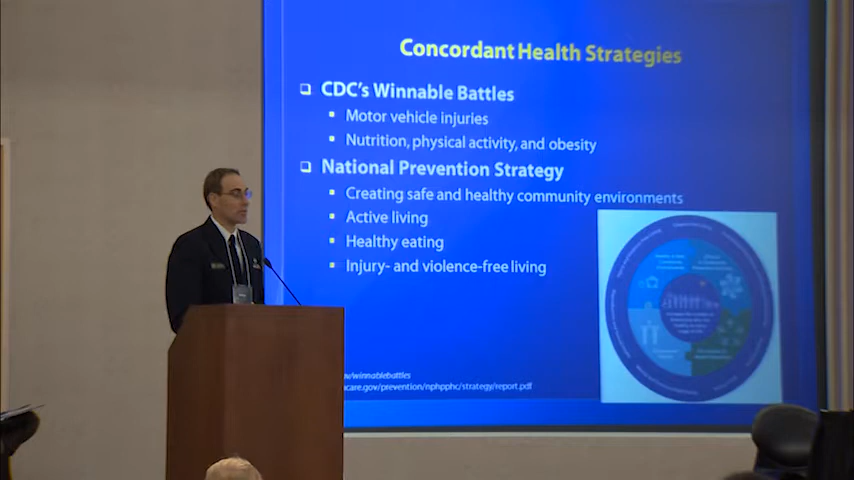 Concordant Health Strategies
CDC's Winnable Battles
Motor vehicle injuries
Nutrition, physical activity, and obesity
National Prevention Strategy
Creating safe and healthy community environments
Active living
Healthy eating
Injury- and violence-free living
/winnablebattles
care.gov/prevention/nphpphc/strategy/report.pdf